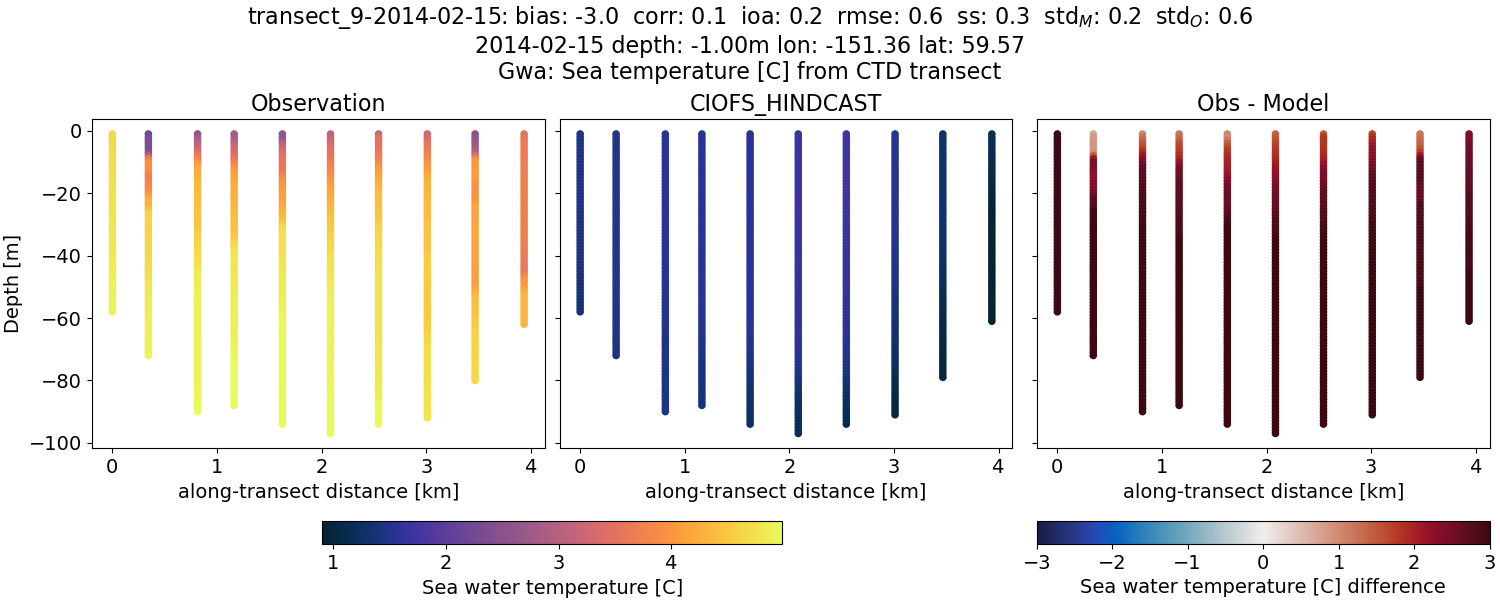 transect_9-2014-02-15: bias: -3.0  corr: 0.1  ioa: 0.2  rmse: 0.6  ss: 0.3  std_M: 0.2  std_O: 0.6
2014-02-15 depth: -1.00m lon: -151.36 lat: 59.57
Gwa: Sea temperature [C] from CTD transect
Observation
CIOFS_HINDCAST
Obs - Model
Depth [m]
0
−20
−40
−60
−80
−100
0 1 2 3 4
0 1 2 3 4
0 1 2 3 4
along-transect distance [km]
along-transect distance [km]
along-transect distance [km]
1 2 3 4
Sea water temperature [C]
−3 −2 −1 0 1 2 3
Sea water temperature [C] difference